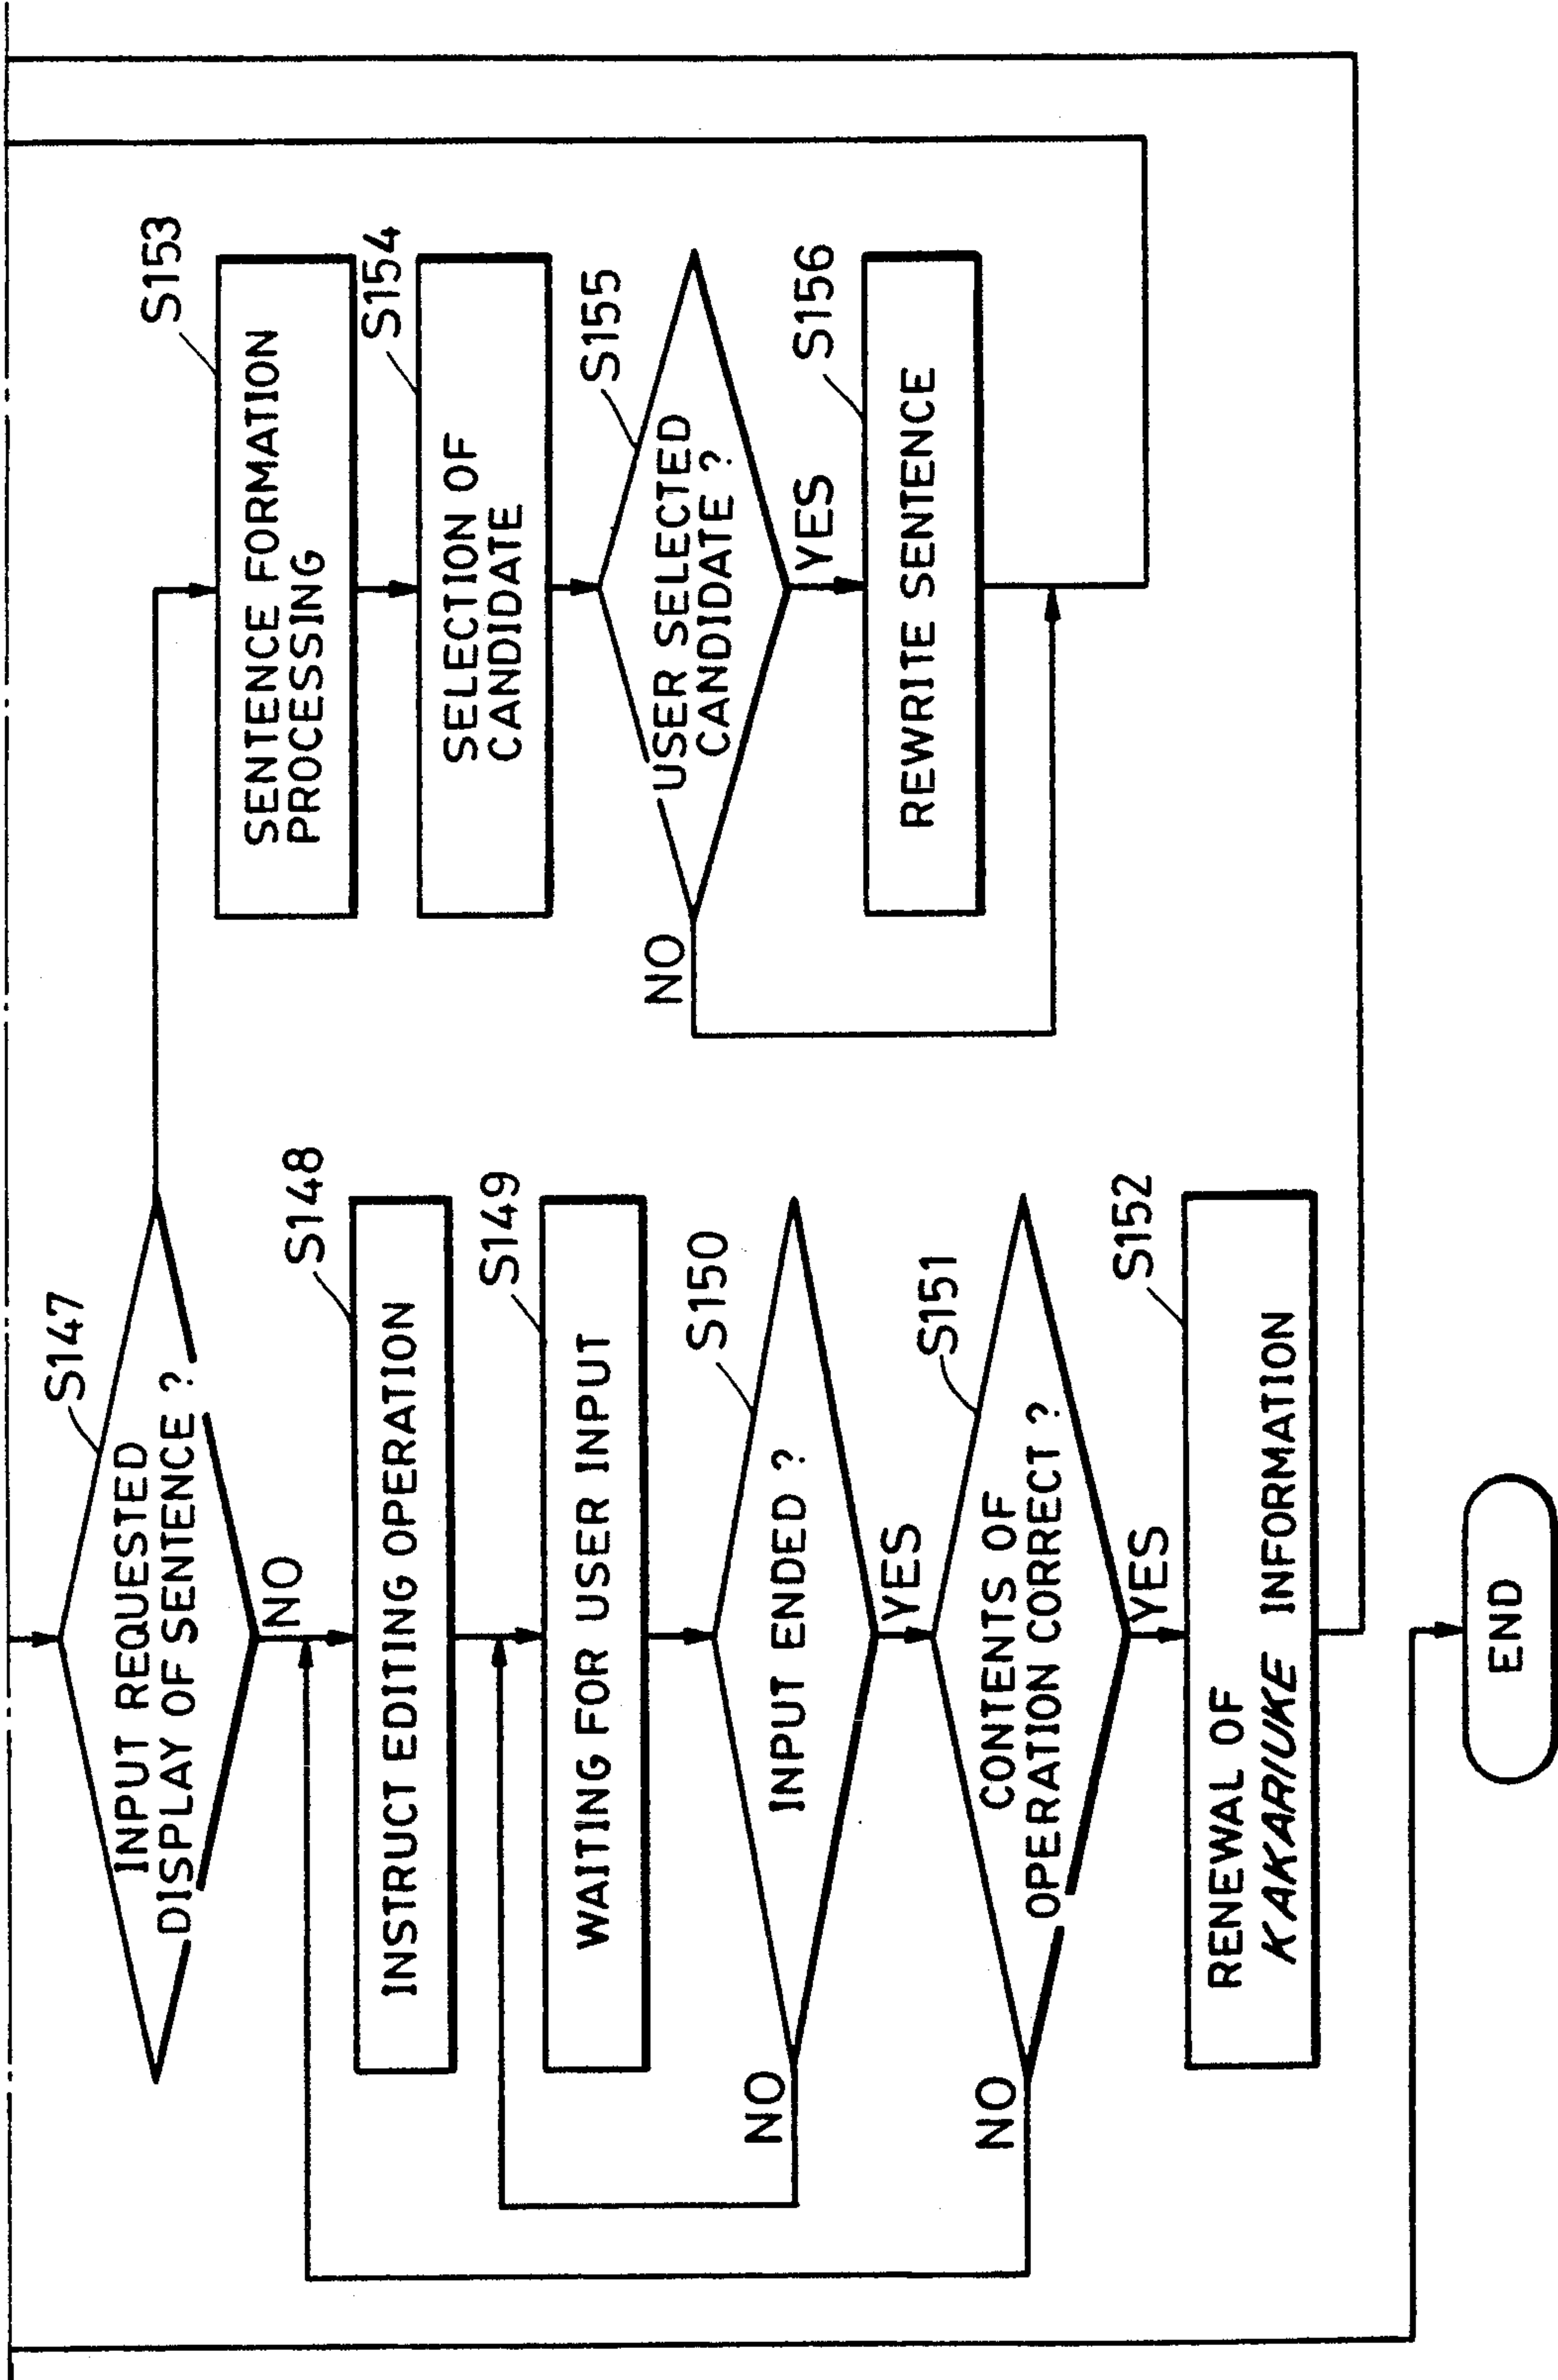 S147
INPUT REQUESTED
DISPLAY OF SENTENCE ?
NO
S148
INSTRUCT EDITING OPERATION
S149
WAITING FOR USER INPUT
S150
INPUT ENDED ?
NO
YES
S151
CONTENTS OF
OPERATION CORRECT ?
NO
YES
S152
RENEWAL OF
KAKARIUKE INFORMATION
END
S153
SENTENCE FORMATION
PROCESSING
S154
SELECTION OF
CANDIDATE
S155
USER SELECTED
CANDIDATE ?
NO
YES
S156
REWRITE SENTENCE